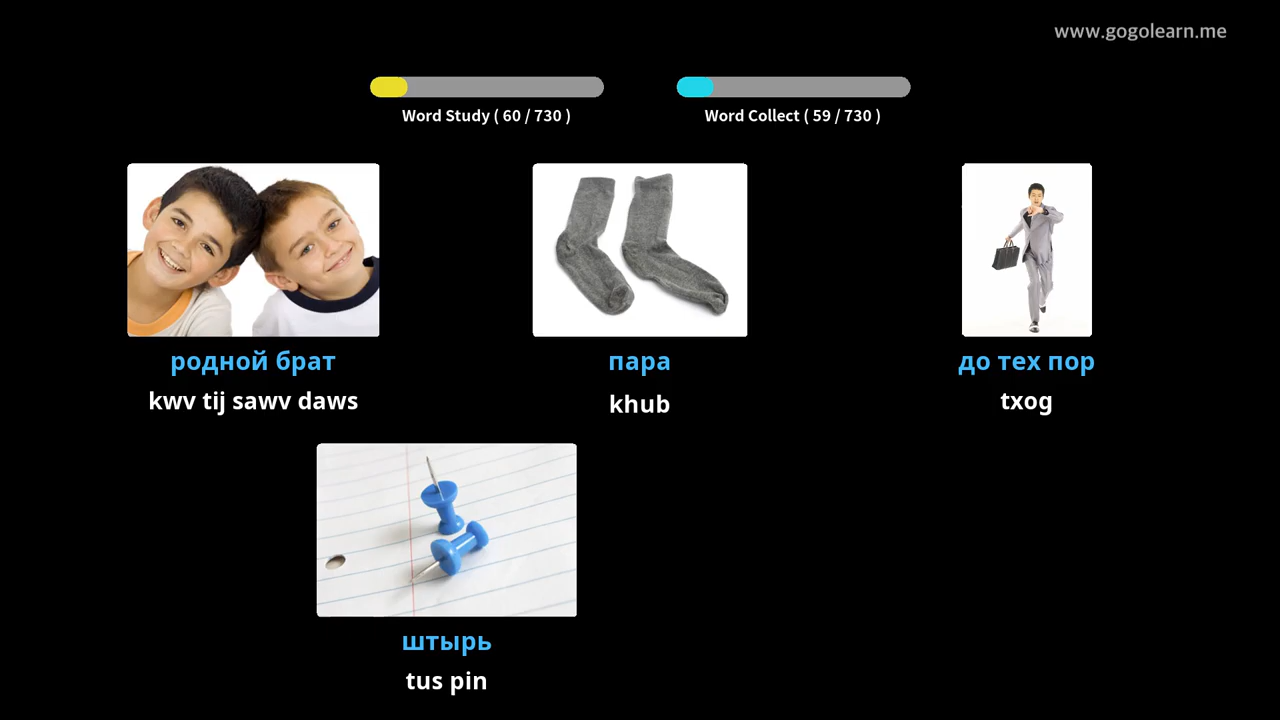 www.gogolearn.me
Word Study ( 60 / 730 )
Word Collect ( 59 / 730 )
родной брат
kwv tij sawv daws
пара
khub
до тех пор
txog
штырь
tus pin